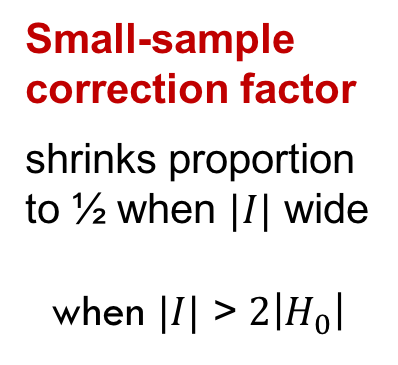 Small-sample
correction factor
shrinks proportion
to ½ when |I| wide
when |I| > 2|H₀|